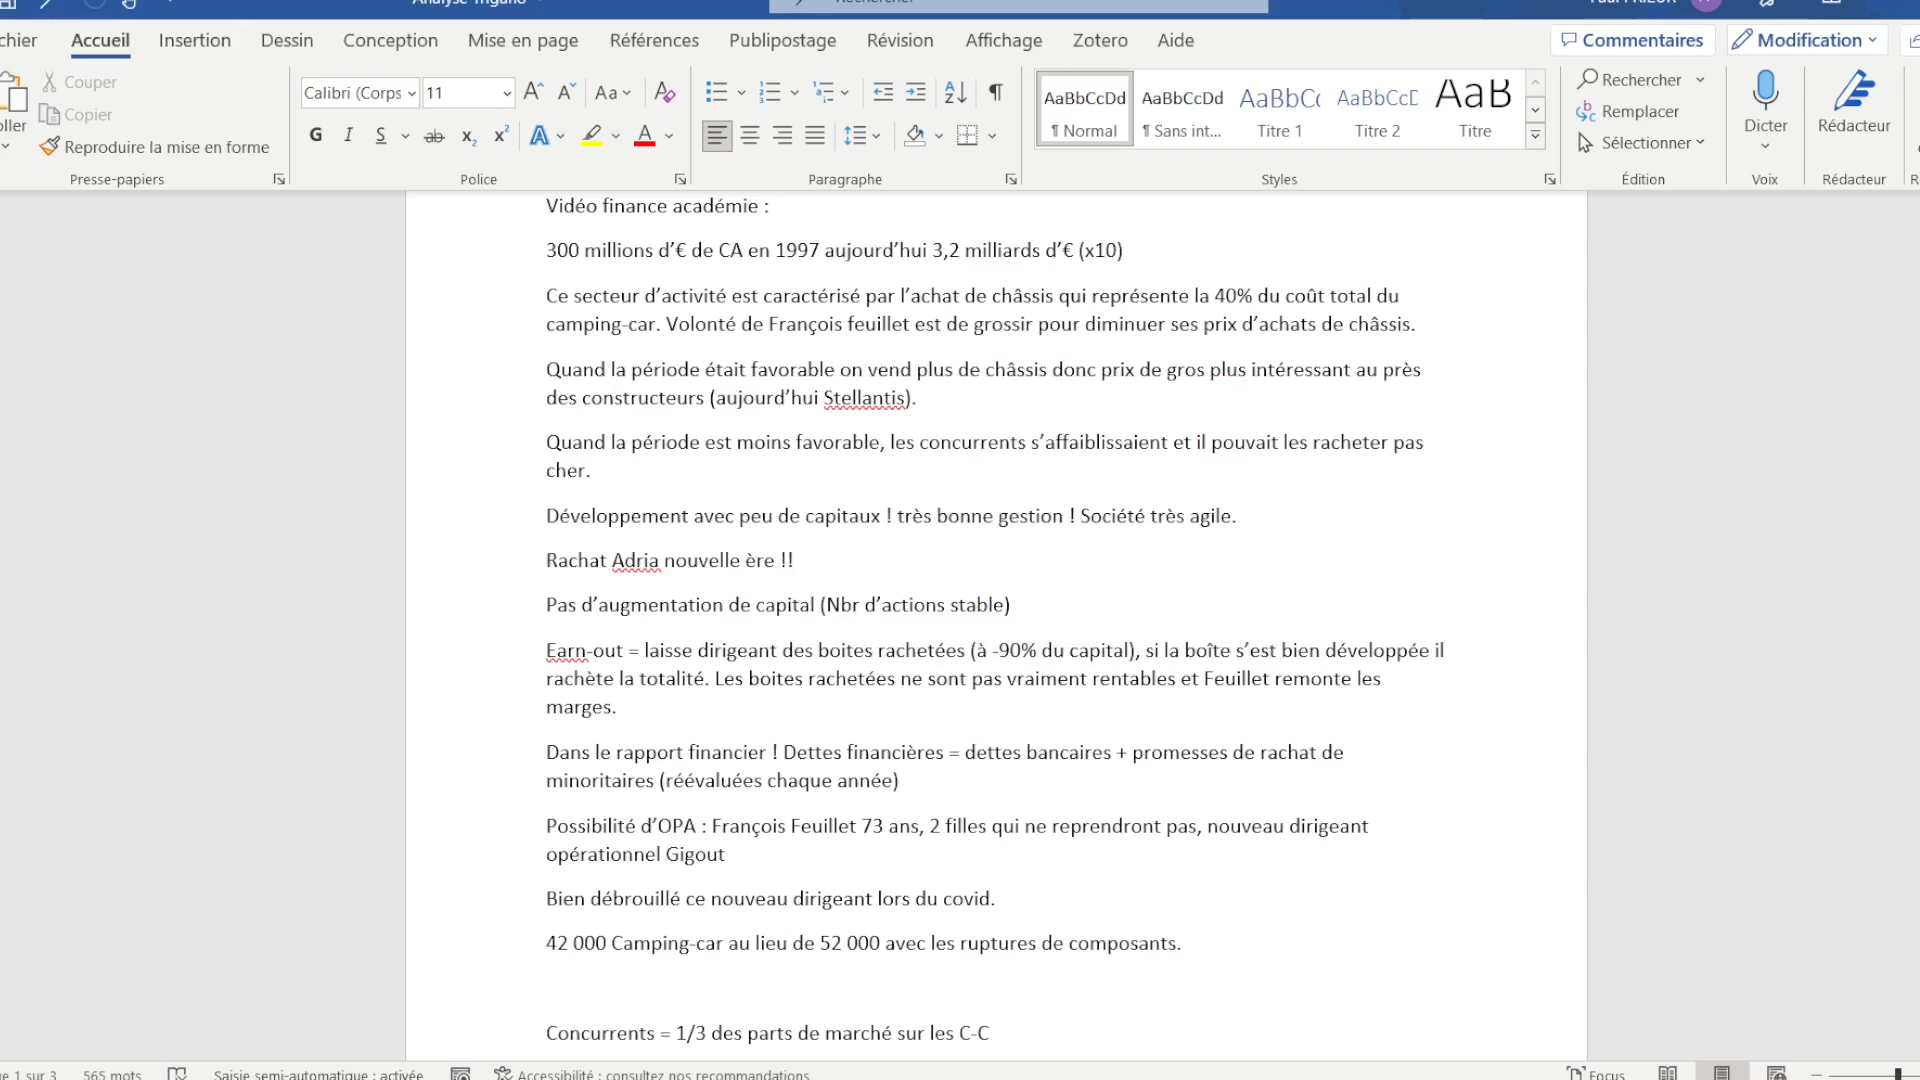 Analyse Trigano
Rechercher
Paul PRIZOR
chier Accueil Insertion Dessin Conception Mise en page Références Publipostage Révision Affichage Zotero Aide Commentaires Modification
Couper
Copier
oller
Reproduire la mise en forme
Presse-papiers
Calibri (Corps 11
Aa
G I S ab x₂ x² A A
Police
Paragraphe
AaBbCcDd AaBbCcDd AaBbCc AaBbCcD AaB
¶ Normal ¶ Sans int... Titre 1 Titre 2 Titre
Styles
Rechercher
Remplacer
Sélectionner
Édition
Dicter
Voix
Rédacteur
Rédacteur
Vidéo finance académie :
300 millions d’€ de CA en 1997 aujourd’hui 3,2 milliards d’€ (x10)
Ce secteur d’activité est caractérisé par l’achat de châssis qui représente la 40% du coût total du
camping-car. Volonté de François feuillet est de grossir pour diminuer ses prix d’achats de châssis.
Quand la période était favorable on vend plus de châssis donc prix de gros plus intéressant au près
des constructeurs (aujourd’hui Stellantis).
Quand la période est moins favorable, les concurrents s’affaiblissaient et il pouvait les racheter pas
cher.
Développement avec peu de capitaux ! très bonne gestion ! Société très agile.
Rachat Adria nouvelle ère !!
Pas d’augmentation de capital (Nbr d’actions stable)
Earn-out = laisse dirigeant des boites rachetées (à -90% du capital), si la boîte s’est bien développée il
rachète la totalité. Les boites rachetées ne sont pas vraiment rentables et Feuillet remonte les
marges.
Dans le rapport financier ! Dettes financières = dettes bancaires + promesses de rachat de
minoritaires (réévaluées chaque année)
Possibilité d’OPA : François Feuillet 73 ans, 2 filles qui ne reprendront pas, nouveau dirigeant
opérationnel Gigout
Bien débrouillé ce nouveau dirigeant lors du covid.
42 000 Camping-car au lieu de 52 000 avec les ruptures de composants.
Concurrents = 1/3 des parts de marché sur les C-C
e 1 sur 3 565 mots Saisie semi-automatique : activée Accessibilité : consultez nos recommandations Focus